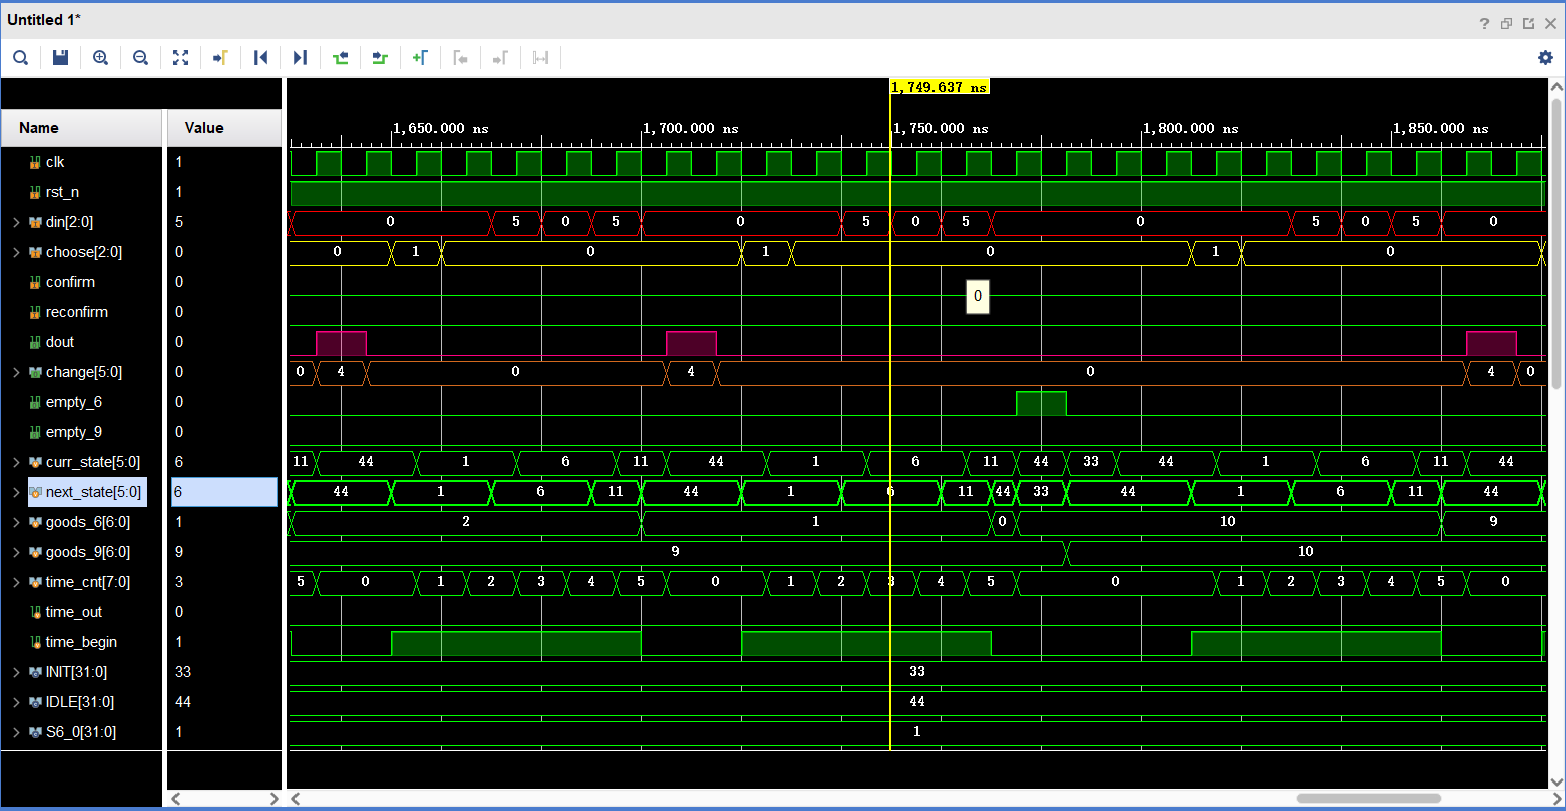 Untitled 1*
?
1,749.637 ns
Name Value
1,650.000 ns 1,700.000 ns 1,750.000 ns 1,800.000 ns 1,850.000 ns
clk 1
rst_n 1
din[2:0] 5 0 5 0 5 0 5 0 5 0 5 0 5 0
choose[2:0] 0 0 1 0 1 0 1 0
confirm 0
0
reconfirm 0
dout 0
change[5:0] 0 0 4 0 4 0 4 0
empty_6 0
empty_9 0
curr_state[5:0] 6 11 44 1 6 11 44 1 6 11 44 33 44 1 6 11 44
next_state[5:0] 6 44 1 6 11 44 1 6 11 44 33 44 1 6 11 44
goods_6[6:0] 1 2 1 0 10 9
goods_9[6:0] 9 9 10
time_cnt[7:0] 3 5 0 1 2 3 4 5 0 1 2 3 4 5 0 1 2 3 4 5 0
time_out 0
time_begin 1
INIT[31:0] 33 33
IDLE[31:0] 44 44
S6_0[31:0] 1 1